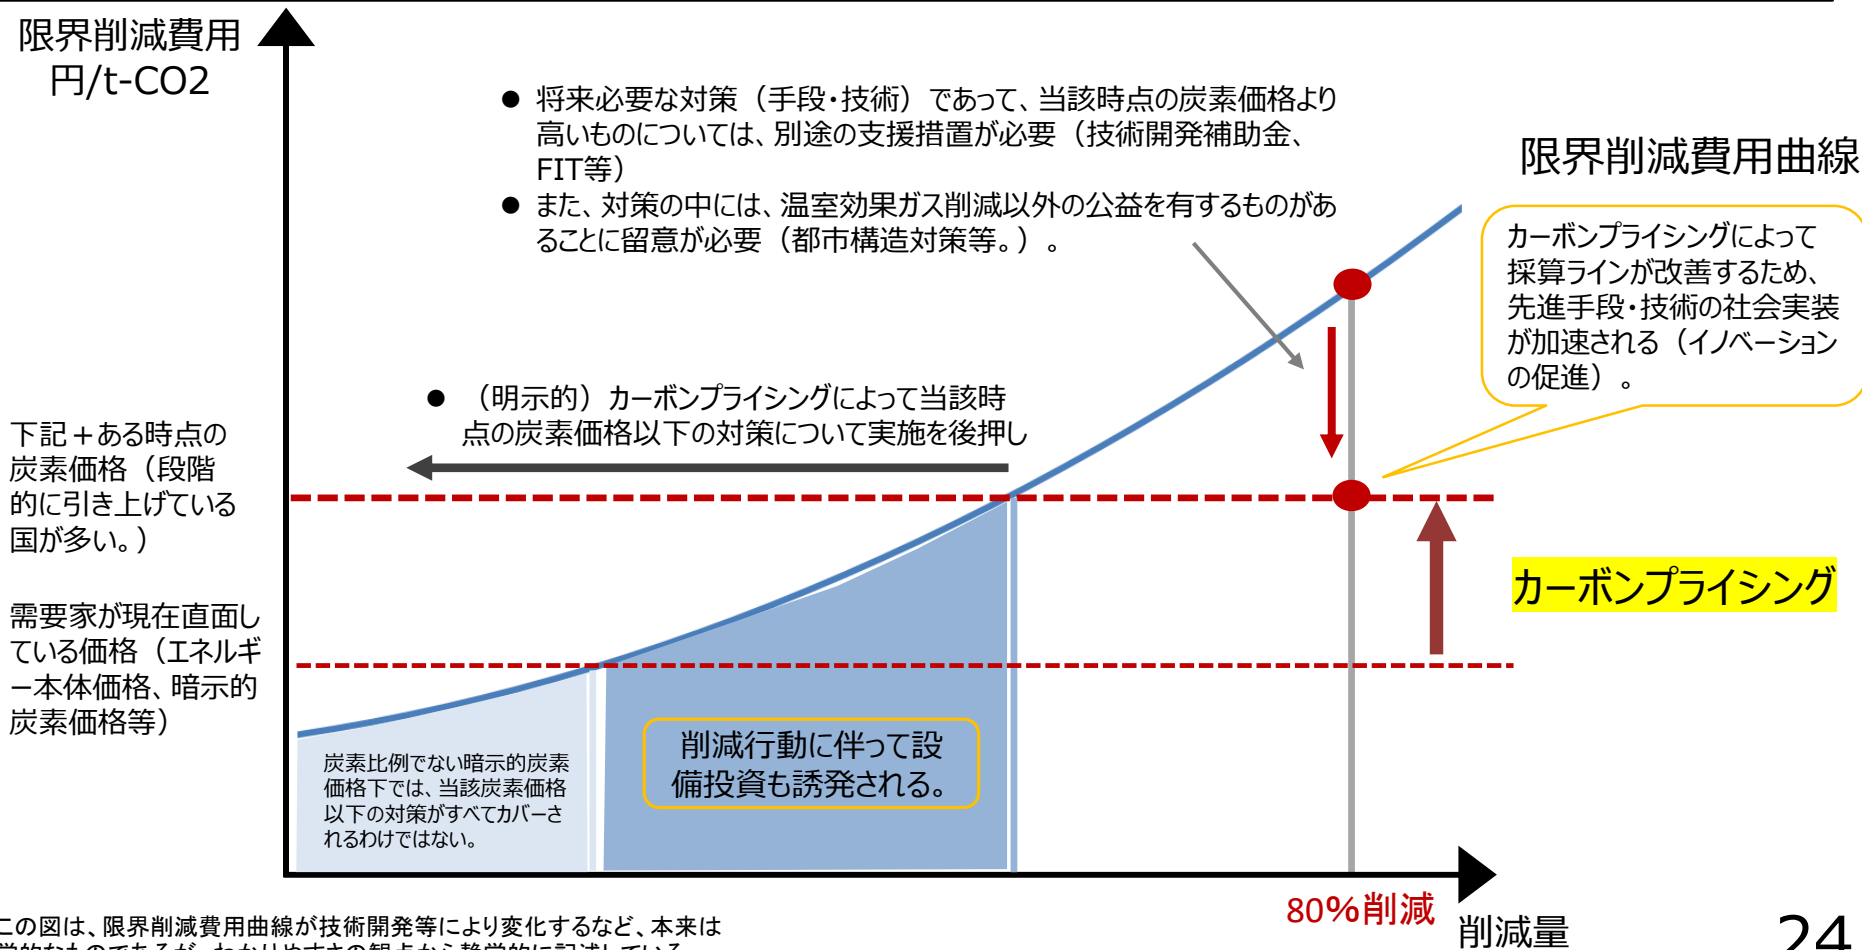 限界削減費用
円/t-CO2
● 将来必要な対策（手段・技術）であって、当該時点の炭素価格より
高いものについては、別途の支援措置が必要（技術開発補助金、
FIT等）
● また、対策の中には、温室効果ガス削減以外の公益を有するものがあ
ることに留意が必要（都市構造対策等。）。
限界削減費用曲線
カーボンプライシングによって
採算ラインが改善するため、
先進手段・技術の社会実装
が加速される（イノベーション
の促進）。
● （明示的）カーボンプライシングによって当該時
点の炭素価格以下の対策について実施を後押し
下記＋ある時点の
炭素価格（段階
的に引き上げている
国が多い。）
カーボンプライシング
需要家が現在直面し
ている価格（エネルギ
ー本体価格、暗示的
炭素価格等）
炭素比例でない暗示的炭素
価格下では、当該炭素価格
以下の対策がすべてカバーさ
れるわけではない。
削減行動に伴って設
備投資も誘発される。
80％削減
削減量
この図は、限界削減費用曲線が技術開発等により変化するなど、本来は
24